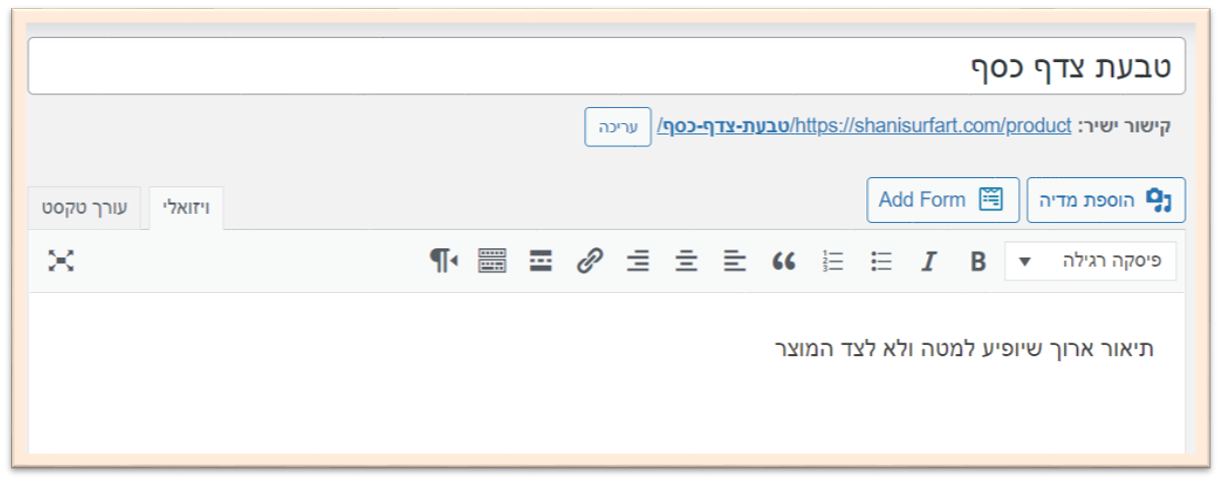 טבעת צדף כסף
קישור ישיר: https://shanisurfart.com/product/טבעת-צדף-כסף/ עריכה
הוספת מדיה Add Form ויזואלי עורך טקסט
פיסקה רגילה B I
תיאור ארוך שיופיע למטה ולא לצד המוצר